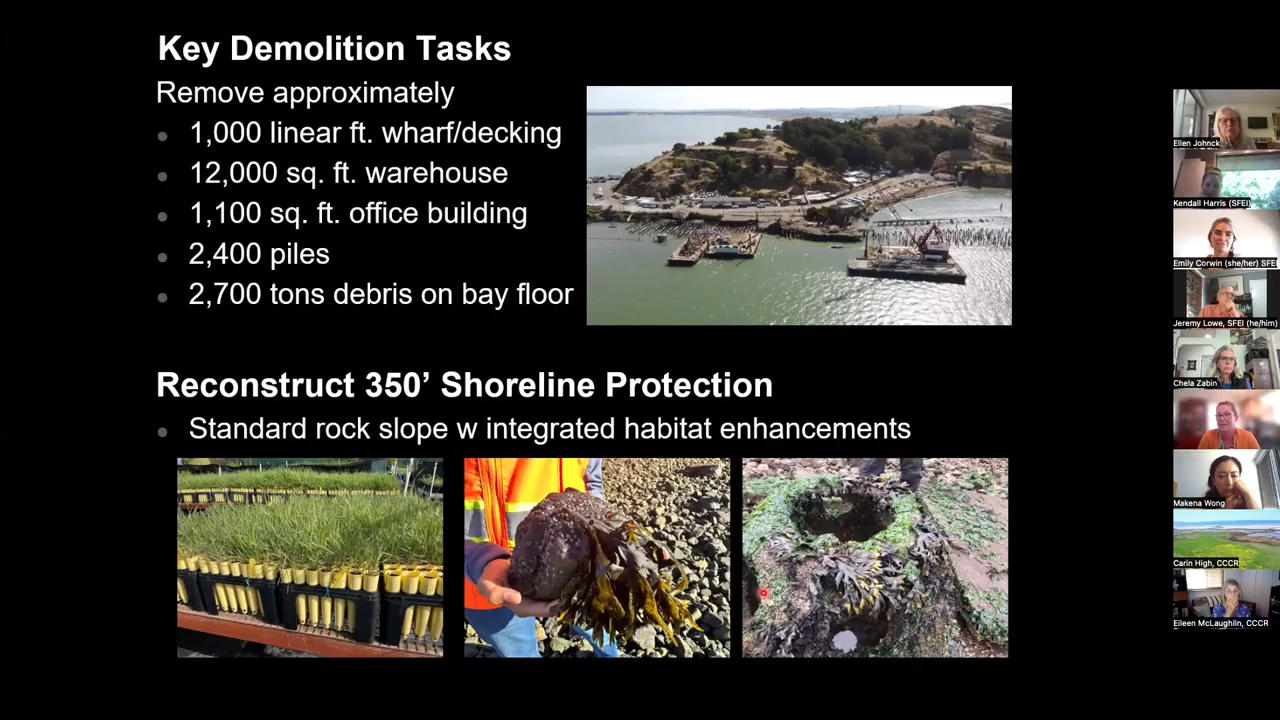 Key Demolition Tasks
Remove approximately
1,000 linear ft. wharf/decking
12,000 sq. ft. warehouse
1,100 sq. ft. office building
2,400 piles
2,700 tons debris on bay floor
Reconstruct 350’ Shoreline Protection
Standard rock slope w integrated habitat enhancements
Ellen Johnck
Kendall Harris (SFEI)
Emily Corwin (she/her) SFEI
Jeremy Lowe, SFEI (he/him)
Chela Zabin
Makena Wong
Carin High, CCCR
Eileen McLaughlin, CCCR